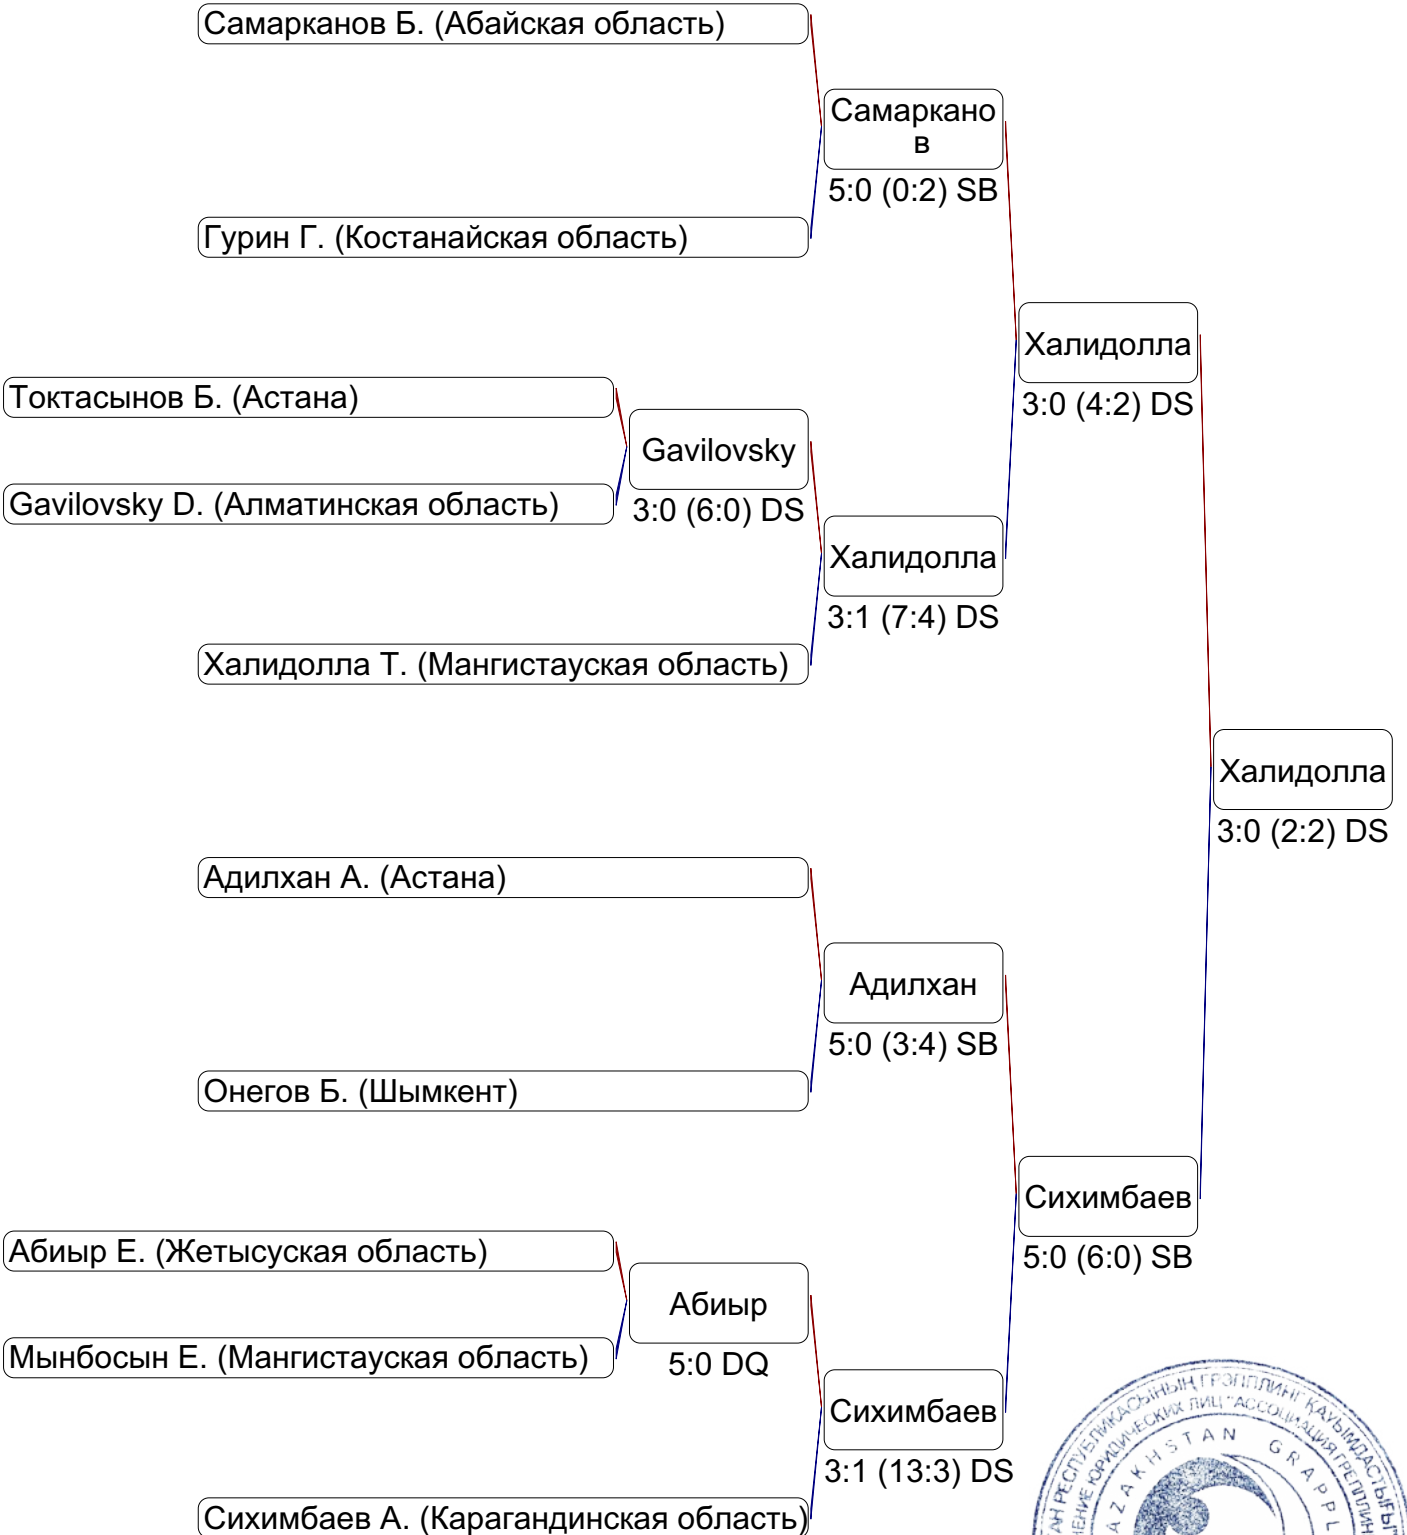 Самарканов Б. (Абайская область)
Самаркано
в
5:0 (0:2) SB
Гурин Г. (Костанайская область)
Халидолла
3:0 (4:2) DS
Токтасынов Б. (Астана)
Gavilovsky
3:0 (6:0) DS
Gavilovsky D. (Алматинская область)
Халидолла
3:1 (7:4) DS
Халидолла Т. (Мангистауская область)
Халидолла
3:0 (2:2) DS
Адилхан А. (Астана)
Адилхан
5:0 (3:4) SB
Онегов Б. (Шымкент)
Сихимбаев
5:0 (6:0) SB
Абиыр Е. (Жетысуская область)
Абиыр
5:0 DQ
Мынбосын Е. (Мангистауская область)
Сихимбаев
3:1 (13:3) DS
Сихимбаев А. (Карагандинская область)